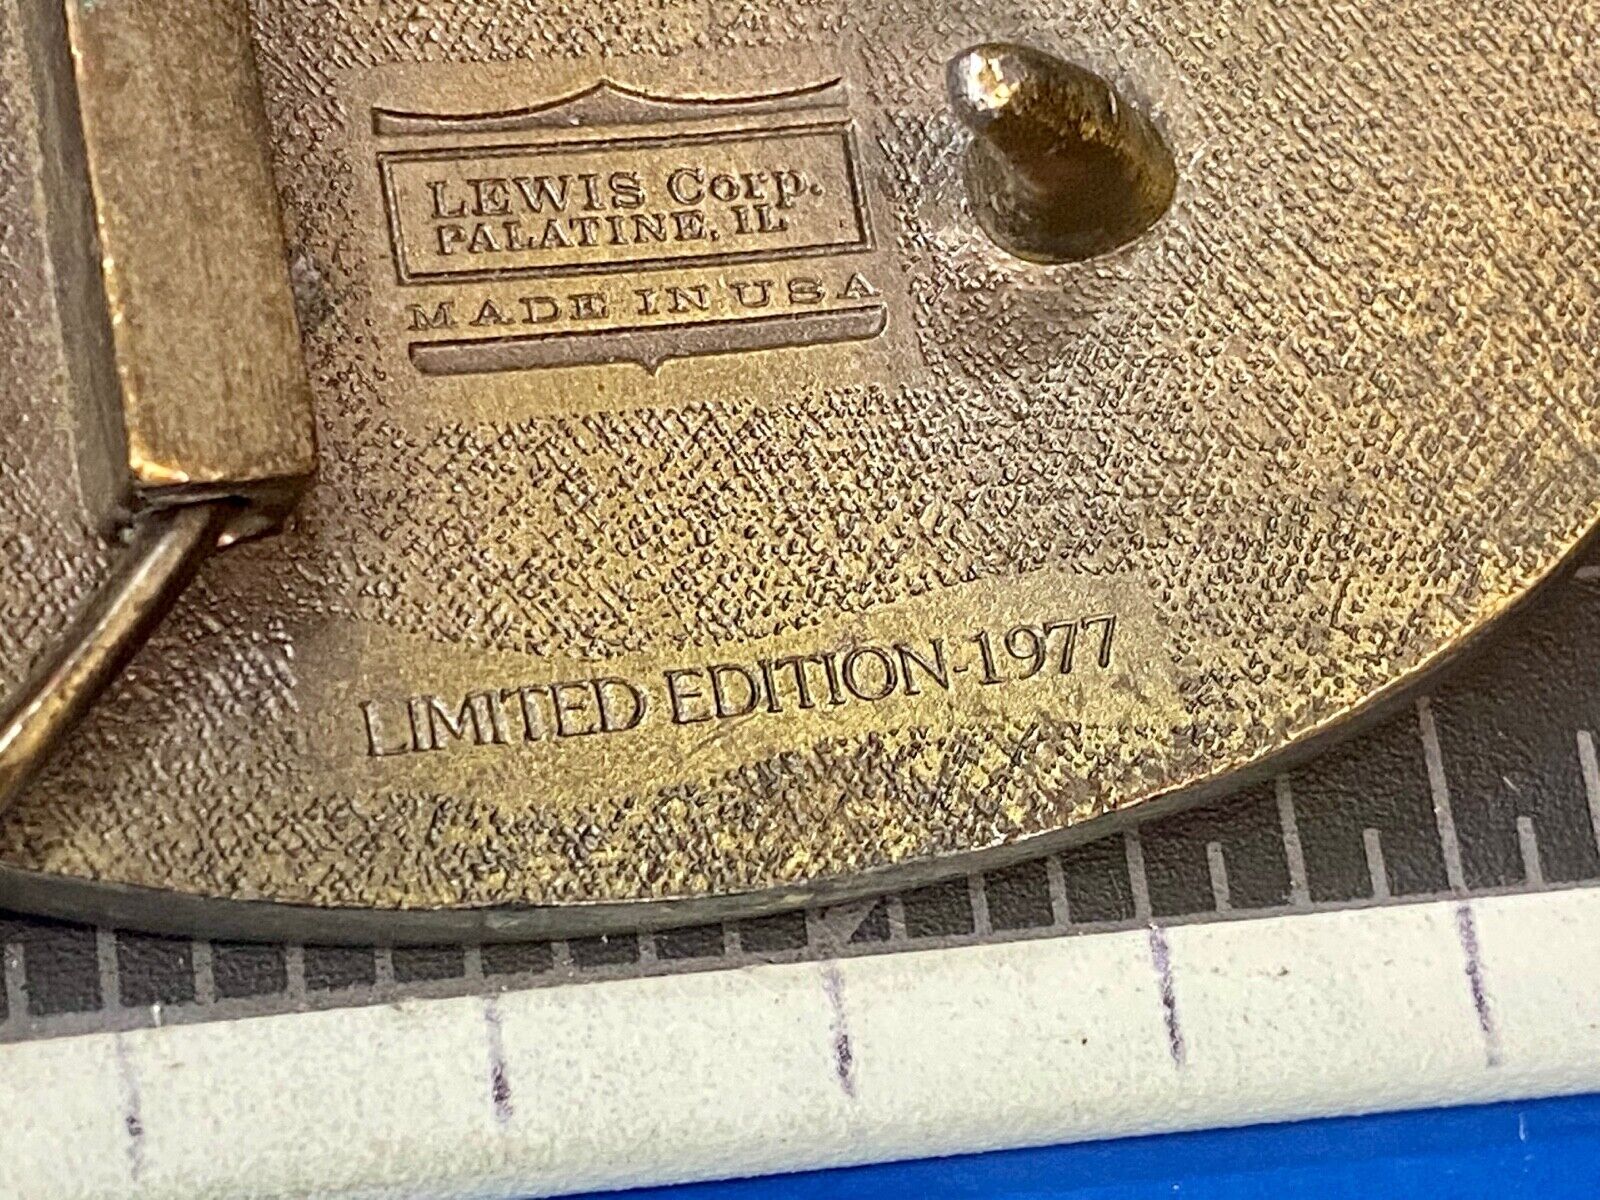 LEWIS Corp.
PALATINE, IL
MADE IN USA
LIMITED EDITION-1977